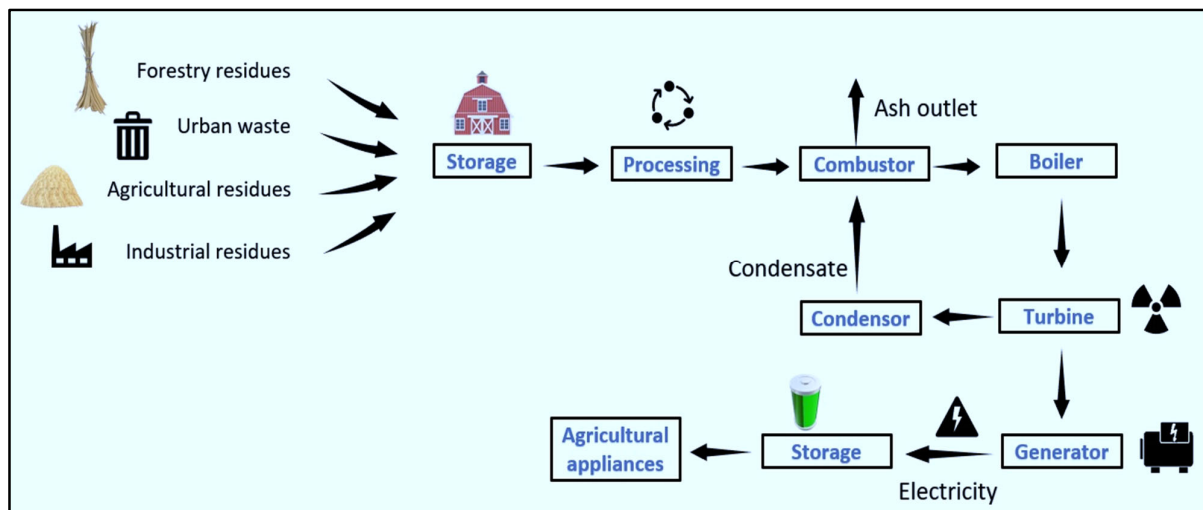 Forestry residues
Urban waste
Agricultural residues
Industrial residues
Storage
Processing
Combustor
Ash outlet
Boiler
Condensate
Condensor
Turbine
Agricultural
appliances
Storage
Generator
Electricity